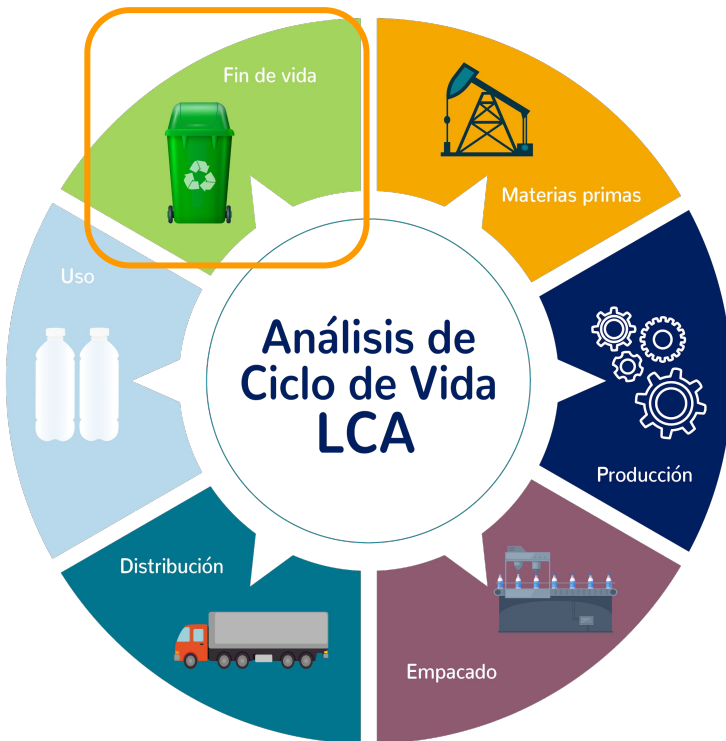 Fin de vida
Materias primas
Uso
Análisis de
Ciclo de Vida
LCA
Producción
Distribución
Empacado